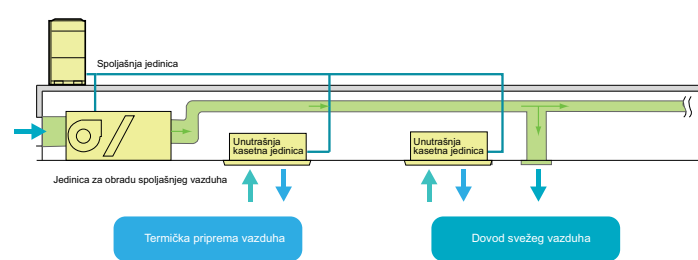 Spoljašnja jedinica
Unutrašnja
kasetna jedinica
Unutrašnja
kasetna jedinica
Jedinica za obradu spoljašnjeg vazduha
Termička priprema vazduha
Dovod svežeg vazduha